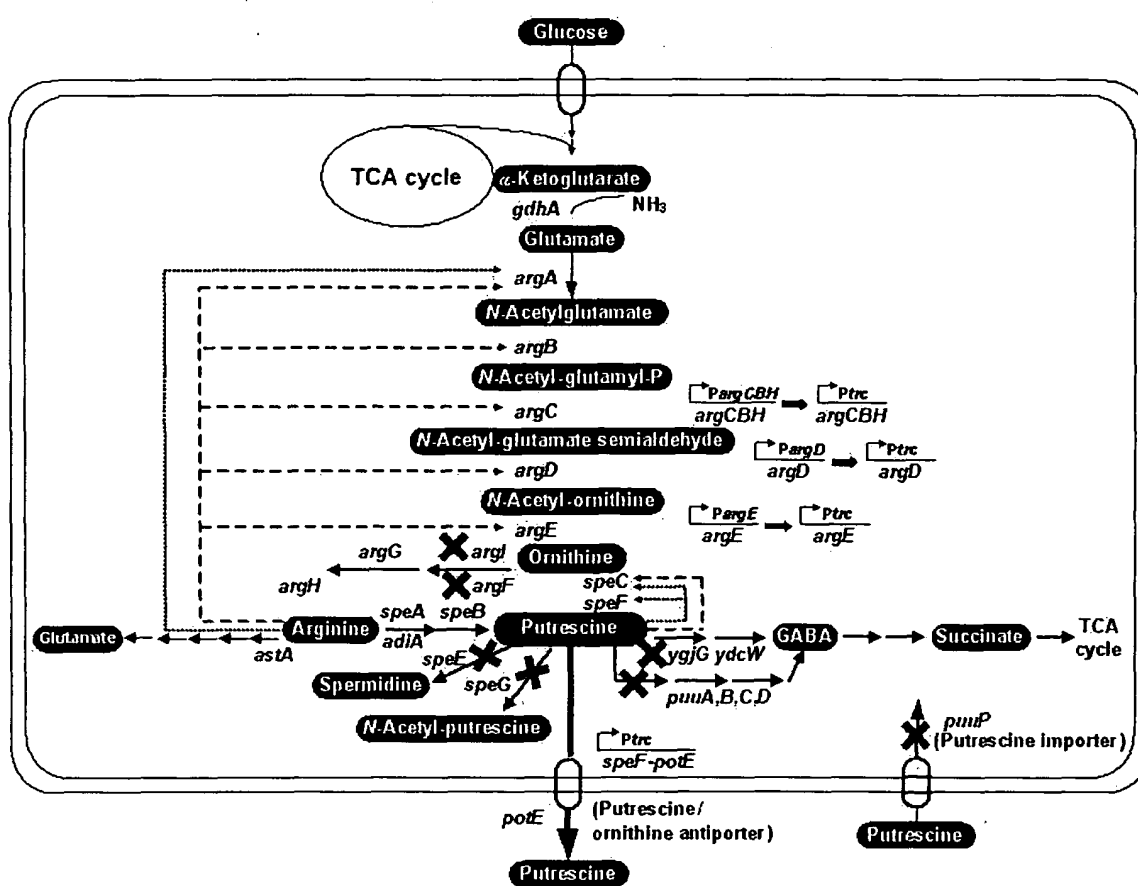 Glucose
TCA cycle
α-Ketoglutarate
gdhA
NH3
Glutamate
argA
N-Acetylglutamate
argB
N-Acetyl-glutamyl-P
argC
PargCBH
argCBH
Ptrc
argCBH
N-Acetyl-glutamate semialdehyde
argD
PargD
argD
Ptrc
argD
N-Acetyl-ornithine
argE
PargE
argE
Ptrc
argE
argG
argI
Ornithine
argH
argF
speC
speF
Glutamate
astA
Arginine
speA
speB
adiA
Putrescine
ygjG ydcW
GABA
Succinate
TCA
cycle
speE
Spermidine
speG
puuA,B,C,D
N-Acetyl-putrescine
puuP
(Putrescine importer)
Ptrc
speF-potE
potE
(Putrescine/
ornithine antiporter)
Putrescine
Putrescine